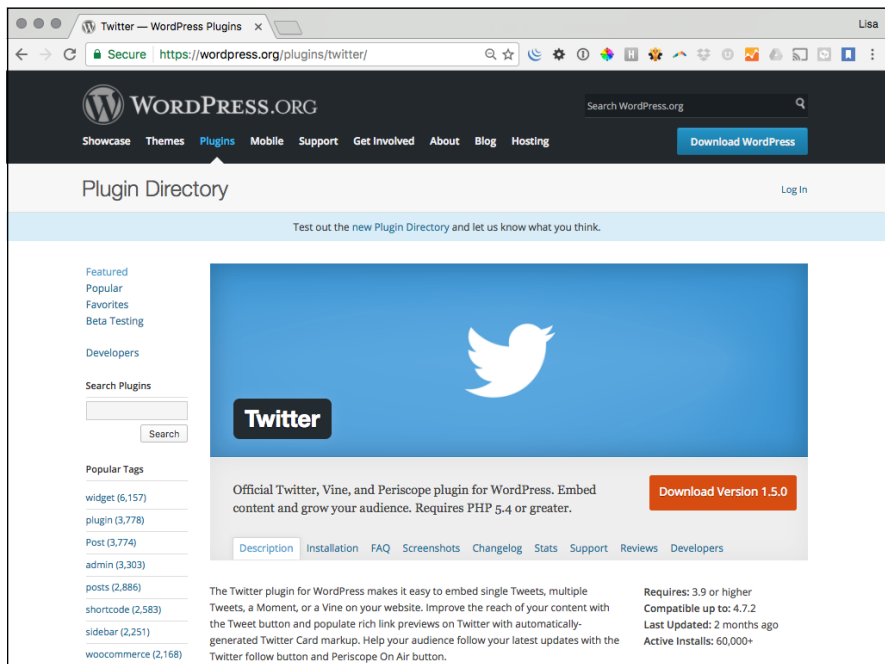 Twitter — WordPress Plugins
Lisa
Secure https://wordpress.org/plugins/twitter/
WORDPRESS.ORG
Search WordPress.org
Showcase Themes Plugins Mobile Support Get Involved About Blog Hosting
Download WordPress
Plugin Directory
Log In
Test out the new Plugin Directory and let us know what you think.
Featured
Popular
Favorites
Beta Testing
Developers
Search Plugins
Search
Popular Tags
widget (6,157)
plugin (3,778)
Post (3,774)
admin (3,303)
posts (2,886)
shortcode (2,583)
sidebar (2,251)
woocommerce (2,168)
Twitter
Official Twitter, Vine, and Periscope plugin for WordPress. Embed
content and grow your audience. Requires PHP 5.4 or greater.
Download Version 1.5.0
Description Installation FAQ Screenshots Changelog Stats Support Reviews Developers
The Twitter plugin for WordPress makes it easy to embed single Tweets, multiple
Tweets, a Moment, or a Vine on your website. Improve the reach of your content with
the Tweet button and populate rich link previews on Twitter with automatically-
generated Twitter Card markup. Help your audience follow your latest updates with the
Twitter follow button and Periscope On Air button.
Requires: 3.9 or higher
Compatible up to: 4.7.2
Last Updated: 2 months ago
Active Installs: 60,000+